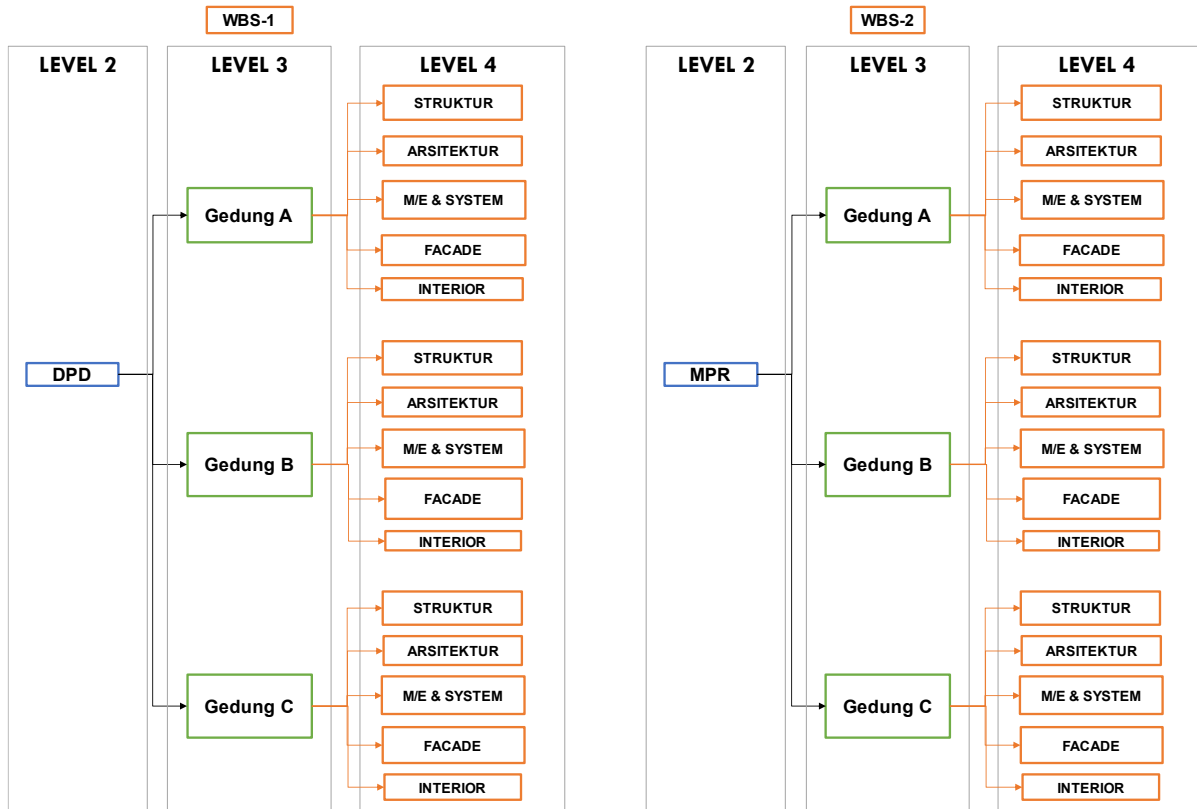 WBS-1
LEVEL 2
LEVEL 3
LEVEL 4
DPD
Gedung A
STRUKTUR
ARSITEKTUR
M/E & SYSTEM
FACADE
INTERIOR
Gedung B
STRUKTUR
ARSITEKTUR
M/E & SYSTEM
FACADE
INTERIOR
Gedung C
STRUKTUR
ARSITEKTUR
M/E & SYSTEM
FACADE
INTERIOR
WBS-2
LEVEL 2
LEVEL 3
LEVEL 4
MPR
Gedung A
STRUKTUR
ARSITEKTUR
M/E & SYSTEM
FACADE
INTERIOR
Gedung B
STRUKTUR
ARSITEKTUR
M/E & SYSTEM
FACADE
INTERIOR
Gedung C
STRUKTUR
ARSITEKTUR
M/E & SYSTEM
FACADE
INTERIOR